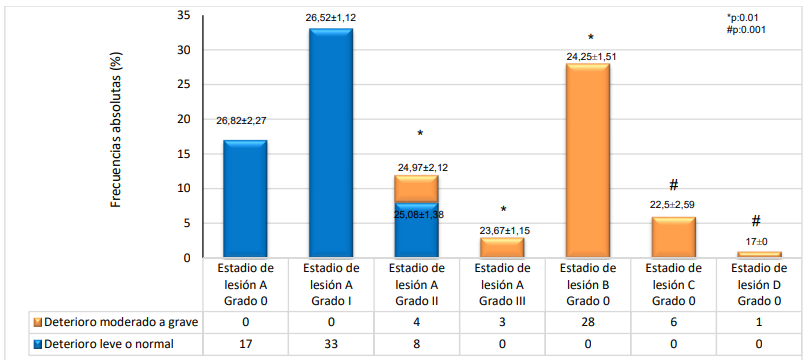 *p:0.01
#p:0.001
Frecuencias absolutas (%)
35
30
25
20
15
10
5
0
26,82±2,27
26,52±1,12
*
24,97±2,12
25,08±1,38
*
23,67±1,15
*
24,25±1,51
#
22,5±2,59
#
17±0
Estadio de lesión A Grado 0
Estadio de lesión A Grado I
Estadio de lesión A Grado II
Estadio de lesión A Grado III
Estadio de lesión B Grado 0
Estadio de lesión C Grado 0
Estadio de lesión D Grado 0
Deterioro moderado a grave 0 0 4 3 28 6 1
Deterioro leve o normal 17 33 8 0 0 0 0